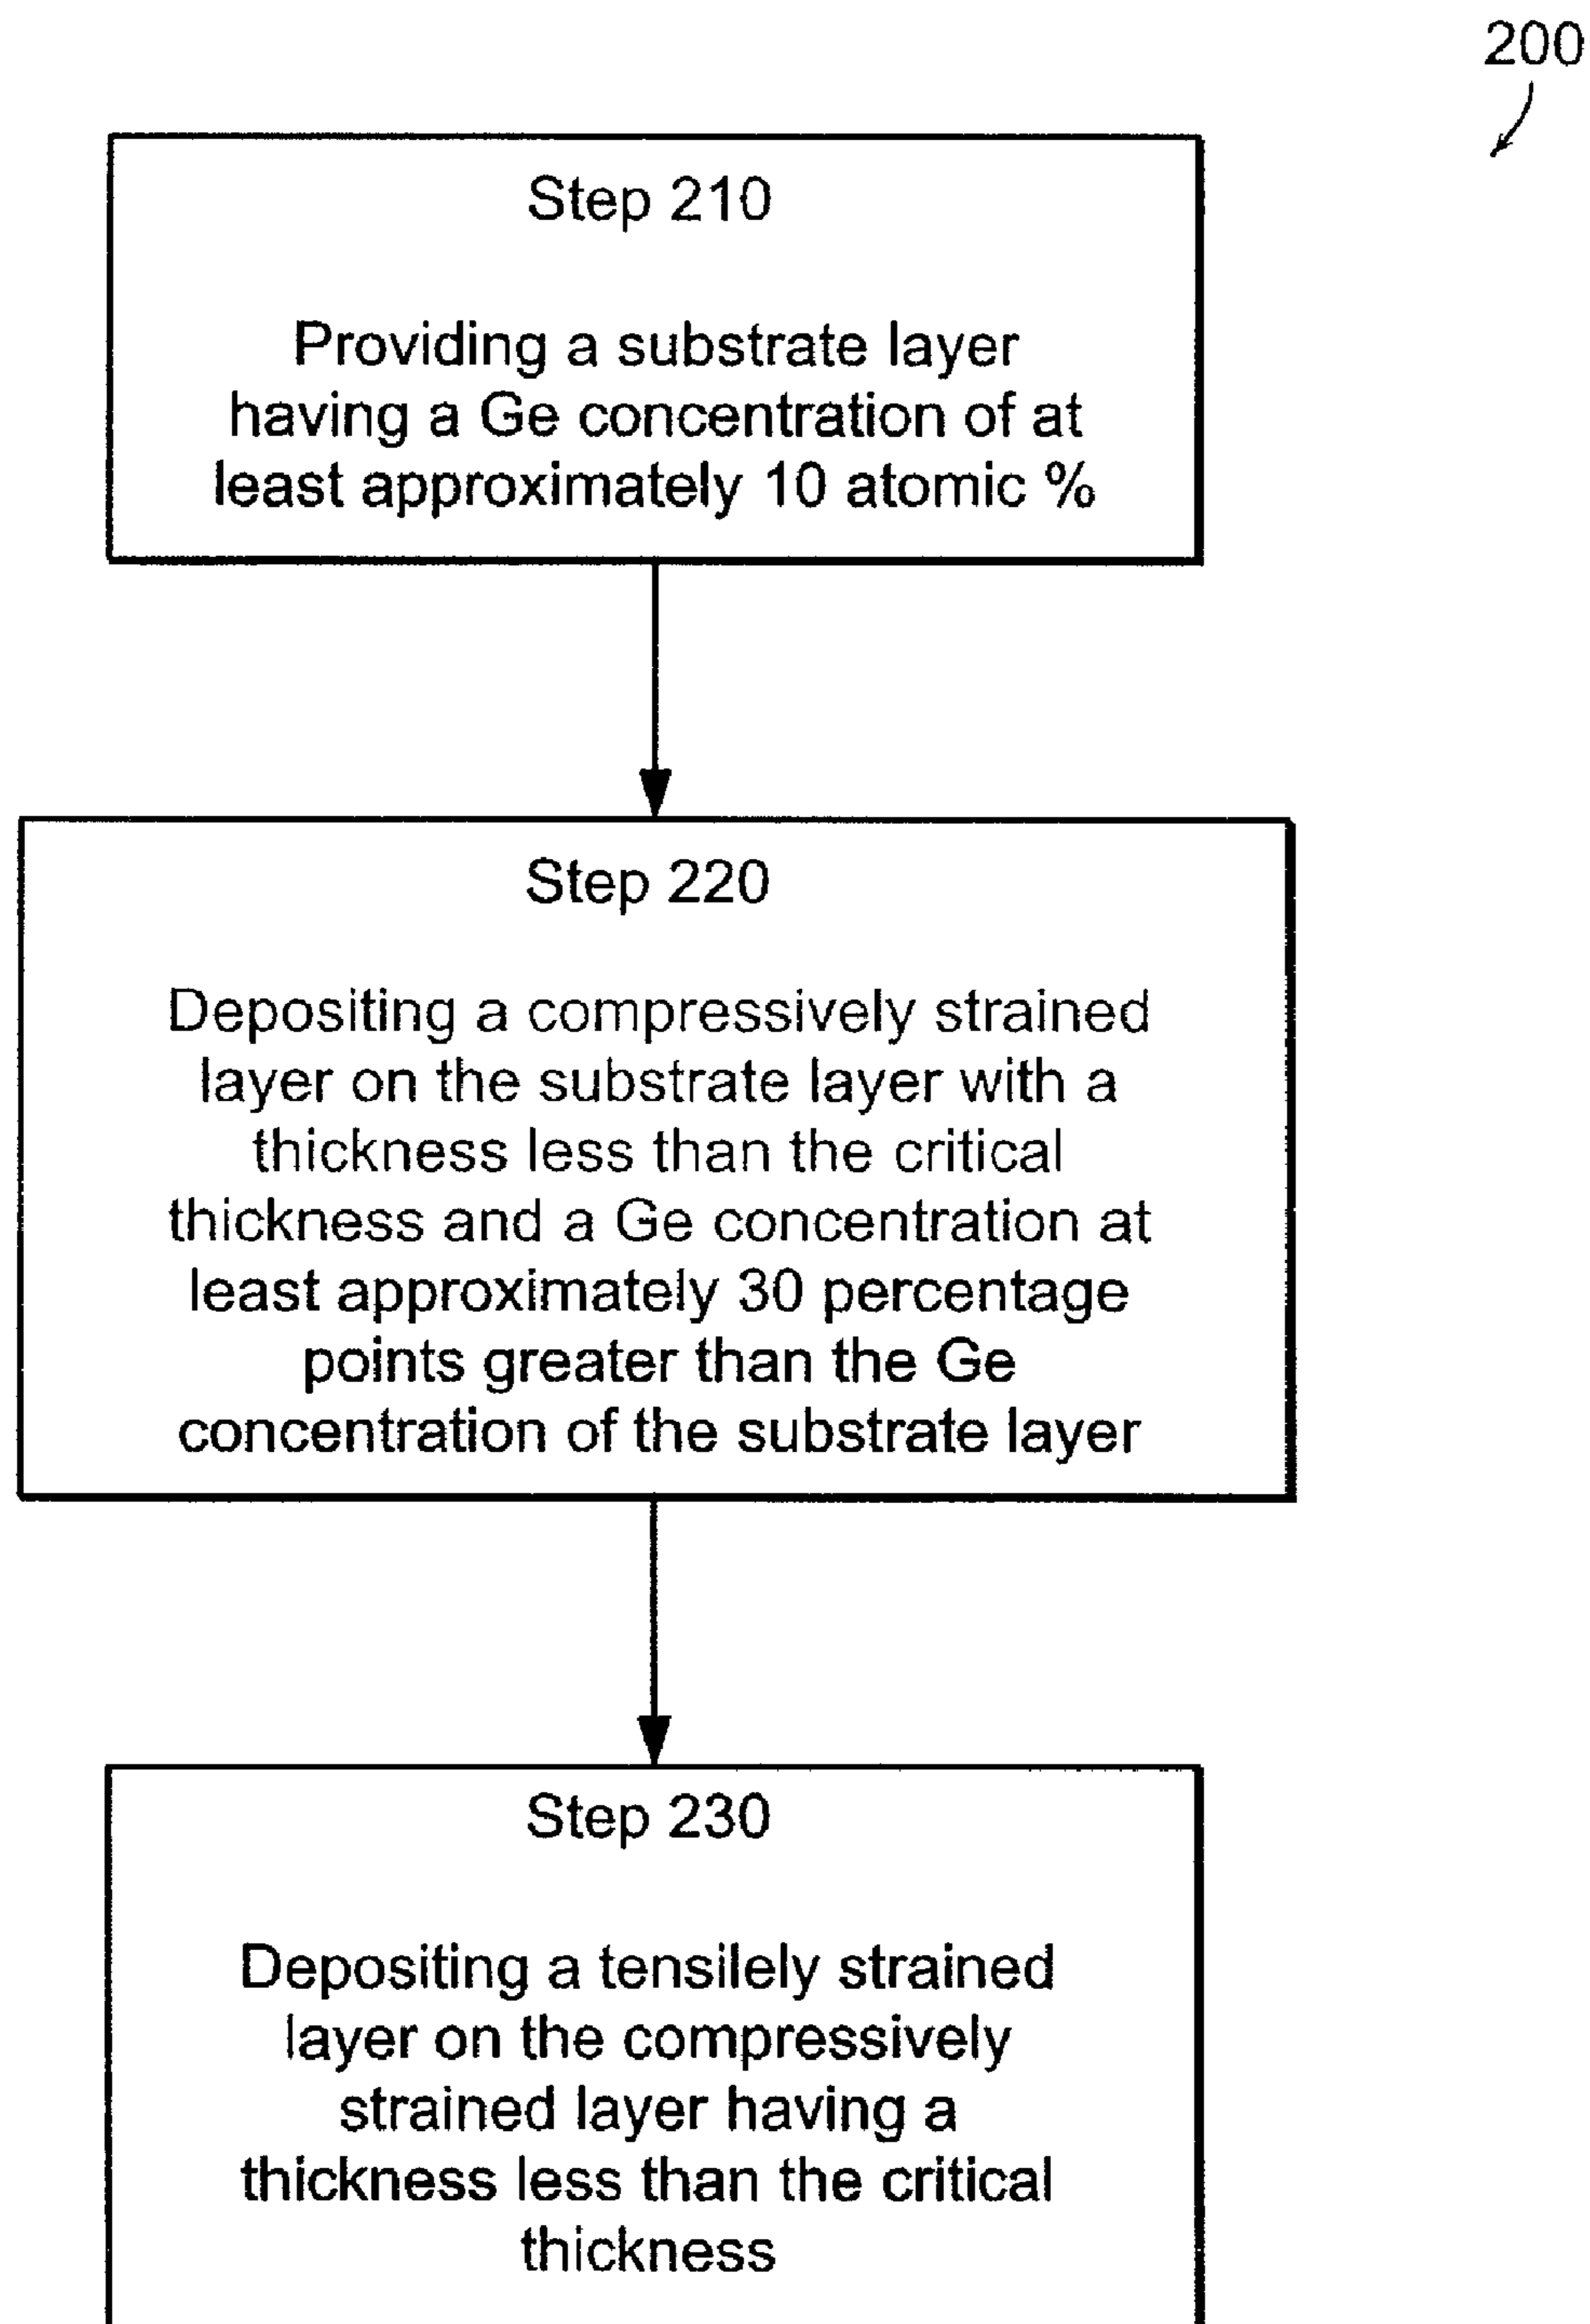 200
Step 210
Providing a substrate layer
having a Ge concentration of at
least approximately 10 atomic %
Step 220
Depositing a compressively strained
layer on the substrate layer with a
thickness less than the critical
thickness and a Ge concentration at
least approximately 30 percentage
points greater than the Ge
concentration of the substrate layer
Step 230
Depositing a tensilely strained
layer on the compressively
strained layer having a
thickness less than the critical
thickness